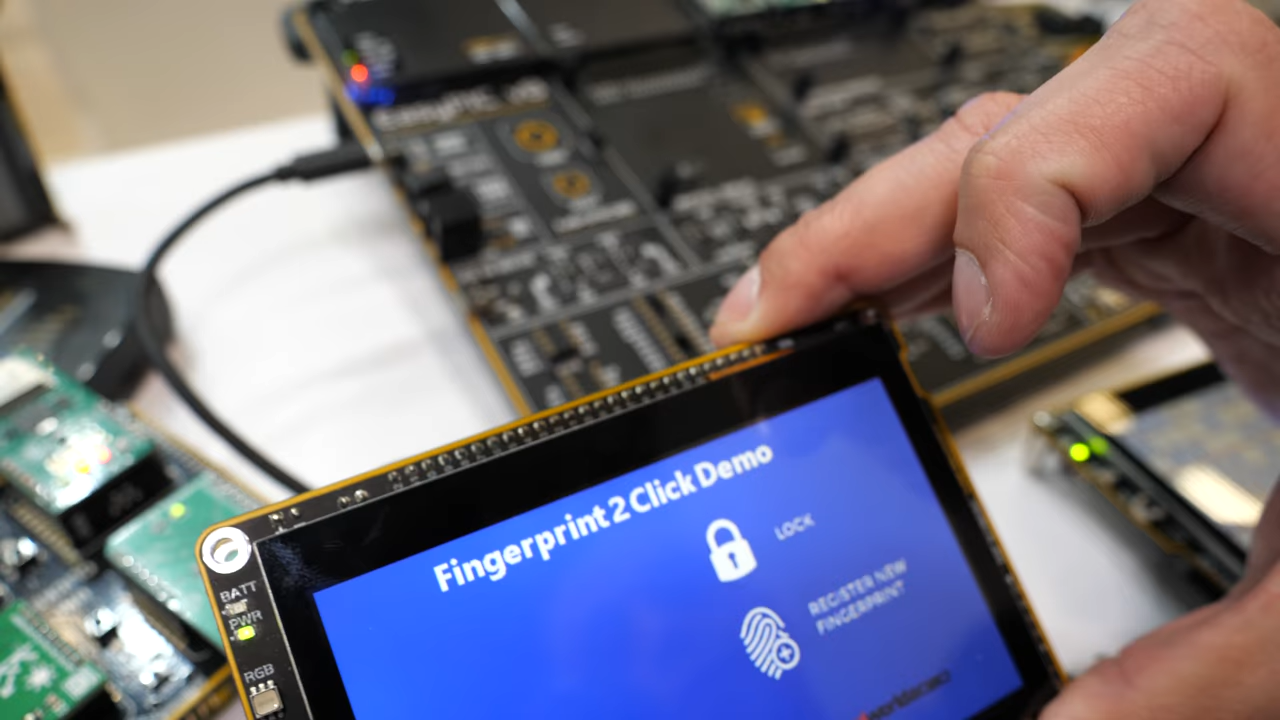 EasyPIC v8
Fingerprint 2 Click Demo
LOCK
REGISTER NEW
FINGERPRINT
BATT
PWR
RGB